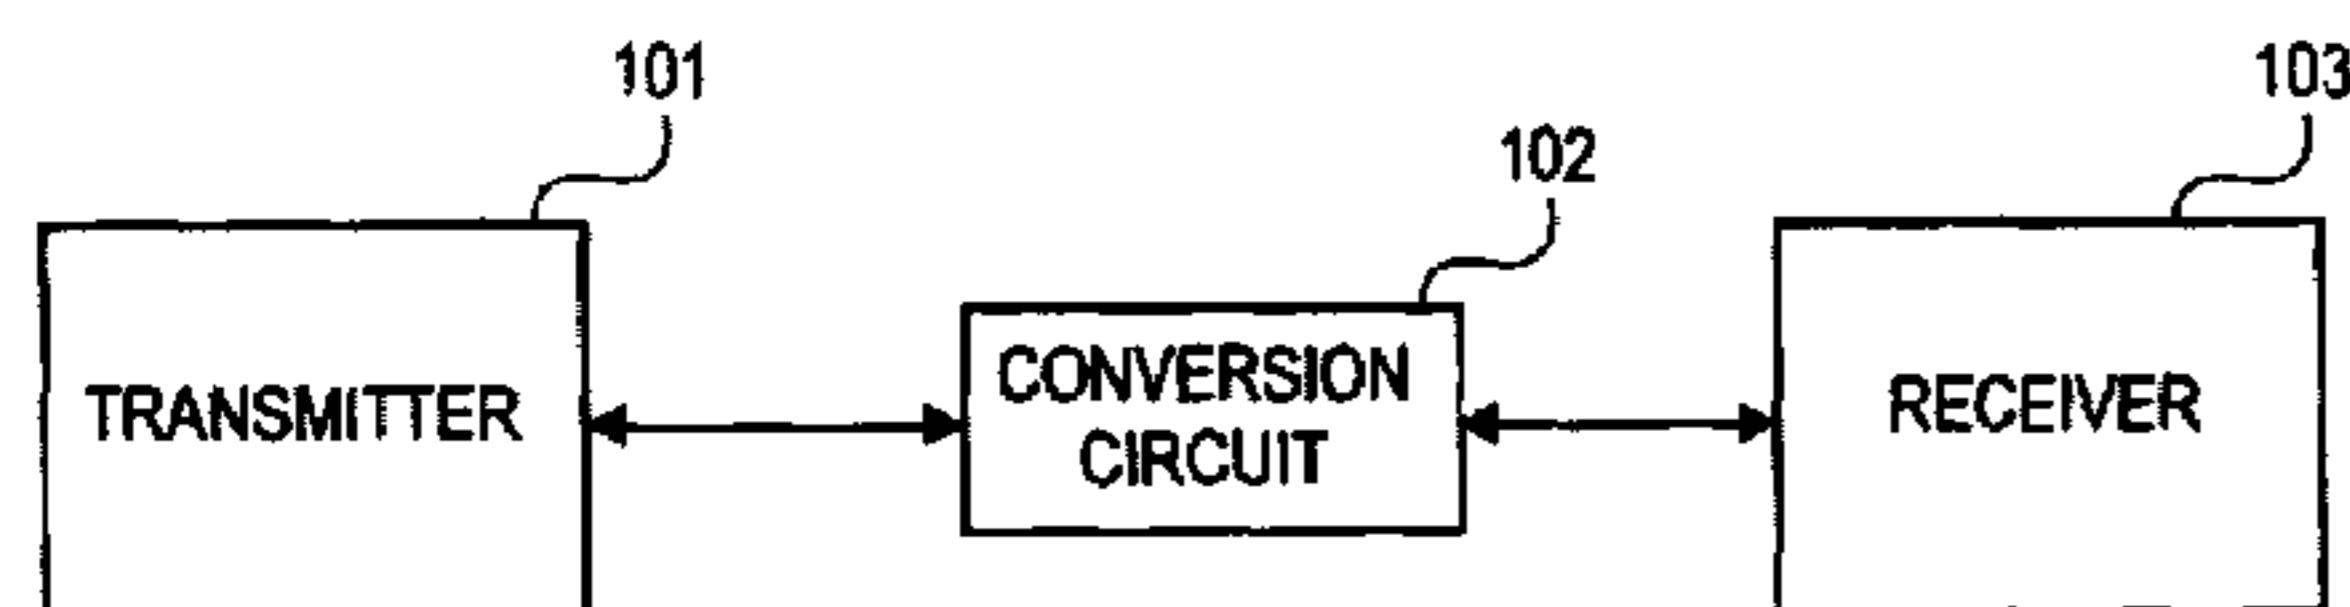 101
103
102
TRANSMITTER
CONVERSION
CIRCUIT
RECEIVER